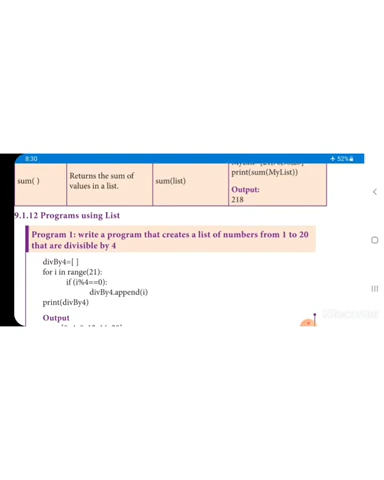 8:30
52%
print(sum(MyList))
sum( )
Returns the sum of
values in a list.
sum(list)
Output:
218
9.1.12 Programs using List
Program 1: write a program that creates a list of numbers from 1 to 20
that are divisible by 4
divBy4=[ ]
for i in range(21):
if (i%4==0):
divBy4.append(i)
print(divBy4)
Output